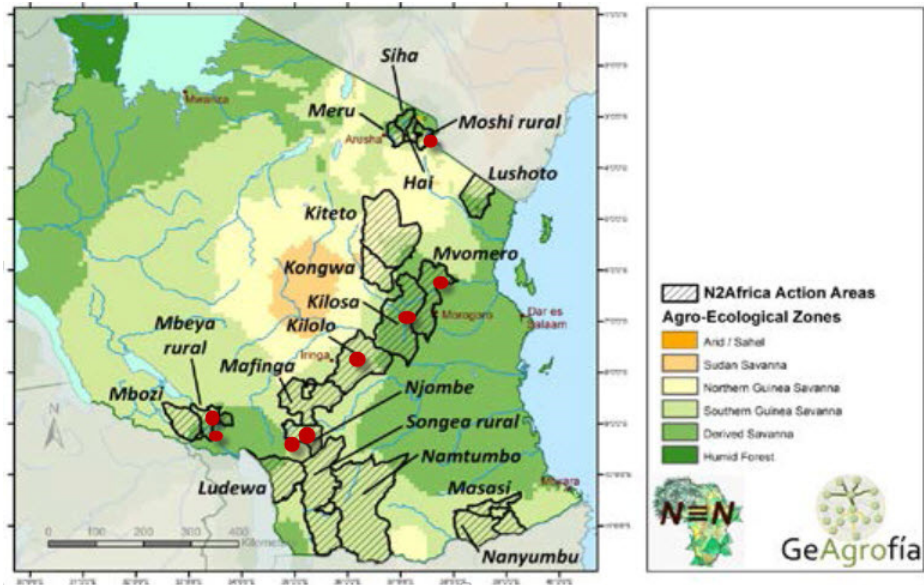 Siha
Mwanza
Meru
Arusha
Moshi rural
Hai
Lushoto
Kiteto
Mvomero
Kongwa
Kilosa
Morogoro
Dar es
Salaam
Kilolo
Mbeya
rural
Iringa
Mafinga
Mbozi
Njombe
Songea rural
Namtumbo
Ludewa
Masasi
Nanyumbu
N
0 100 200 300 400
N2Africa Action Areas
Agro-Ecological Zones
Arid / Sahel
Sudan Savanna
Northern Guinea Savanna
Southern Guinea Savanna
Derived Savanna
Humid Forest
N≡N
GeAgrofía